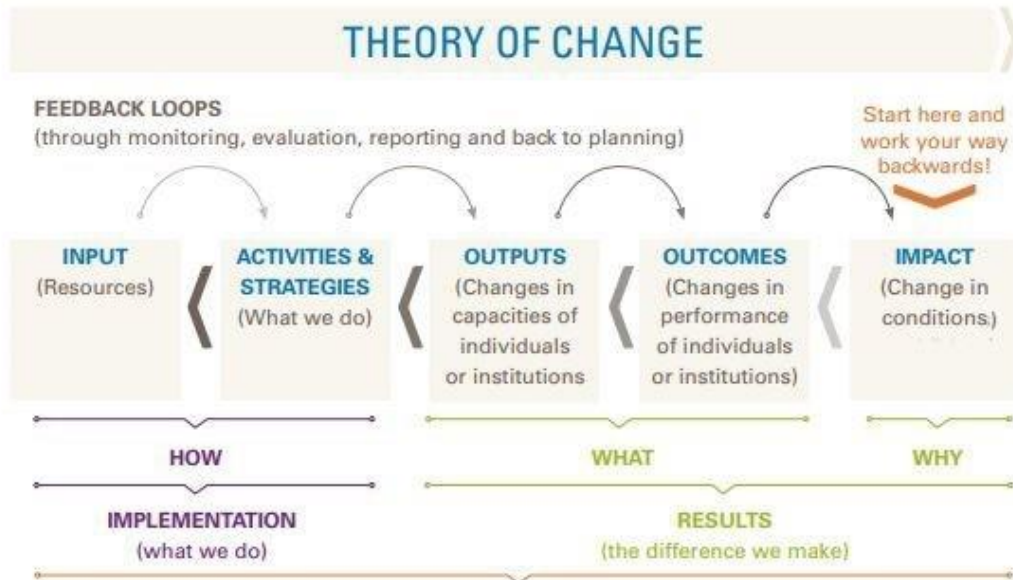 THEORY OF CHANGE
FEEDBACK LOOPS
(through monitoring, evaluation, reporting and back to planning)
Start here and
work your way
backwards!
INPUT
(Resources)
ACTIVITIES &
STRATEGIES
(What we do)
OUTPUTS
(Changes in
capacities of
individuals
or institutions
OUTCOMES
(Changes in
performance
of individuals
or institutions)
IMPACT
(Change in
conditions.)
HOW
WHAT
WHY
IMPLEMENTATION
(what we do)
RESULTS
(the difference we make)